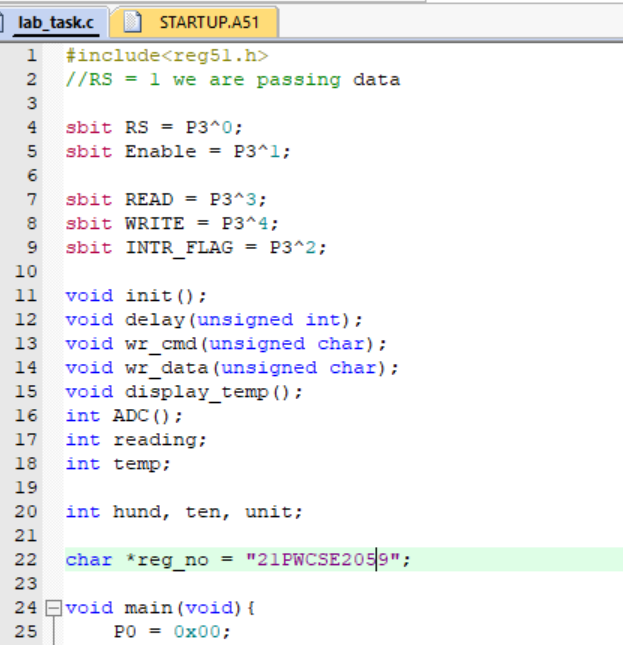 lab_task.c STARTUP.A51
1 #include<reg51.h>
2 //RS = 1 we are passing data
3
4 sbit RS = P3^0;
5 sbit Enable = P3^1;
6
7 sbit READ = P3^3;
8 sbit WRITE = P3^4;
9 sbit INTR_FLAG = P3^2;
10
11 void init();
12 void delay(unsigned int);
13 void wr_cmd(unsigned char);
14 void wr_data(unsigned char);
15 void display_temp();
16 int ADC();
17 int reading;
18 int temp;
19
20 int hund, ten, unit;
21
22 char *reg_no = "21PWCSE2059";
23
24 void main(void){
25 P0 = 0x00;